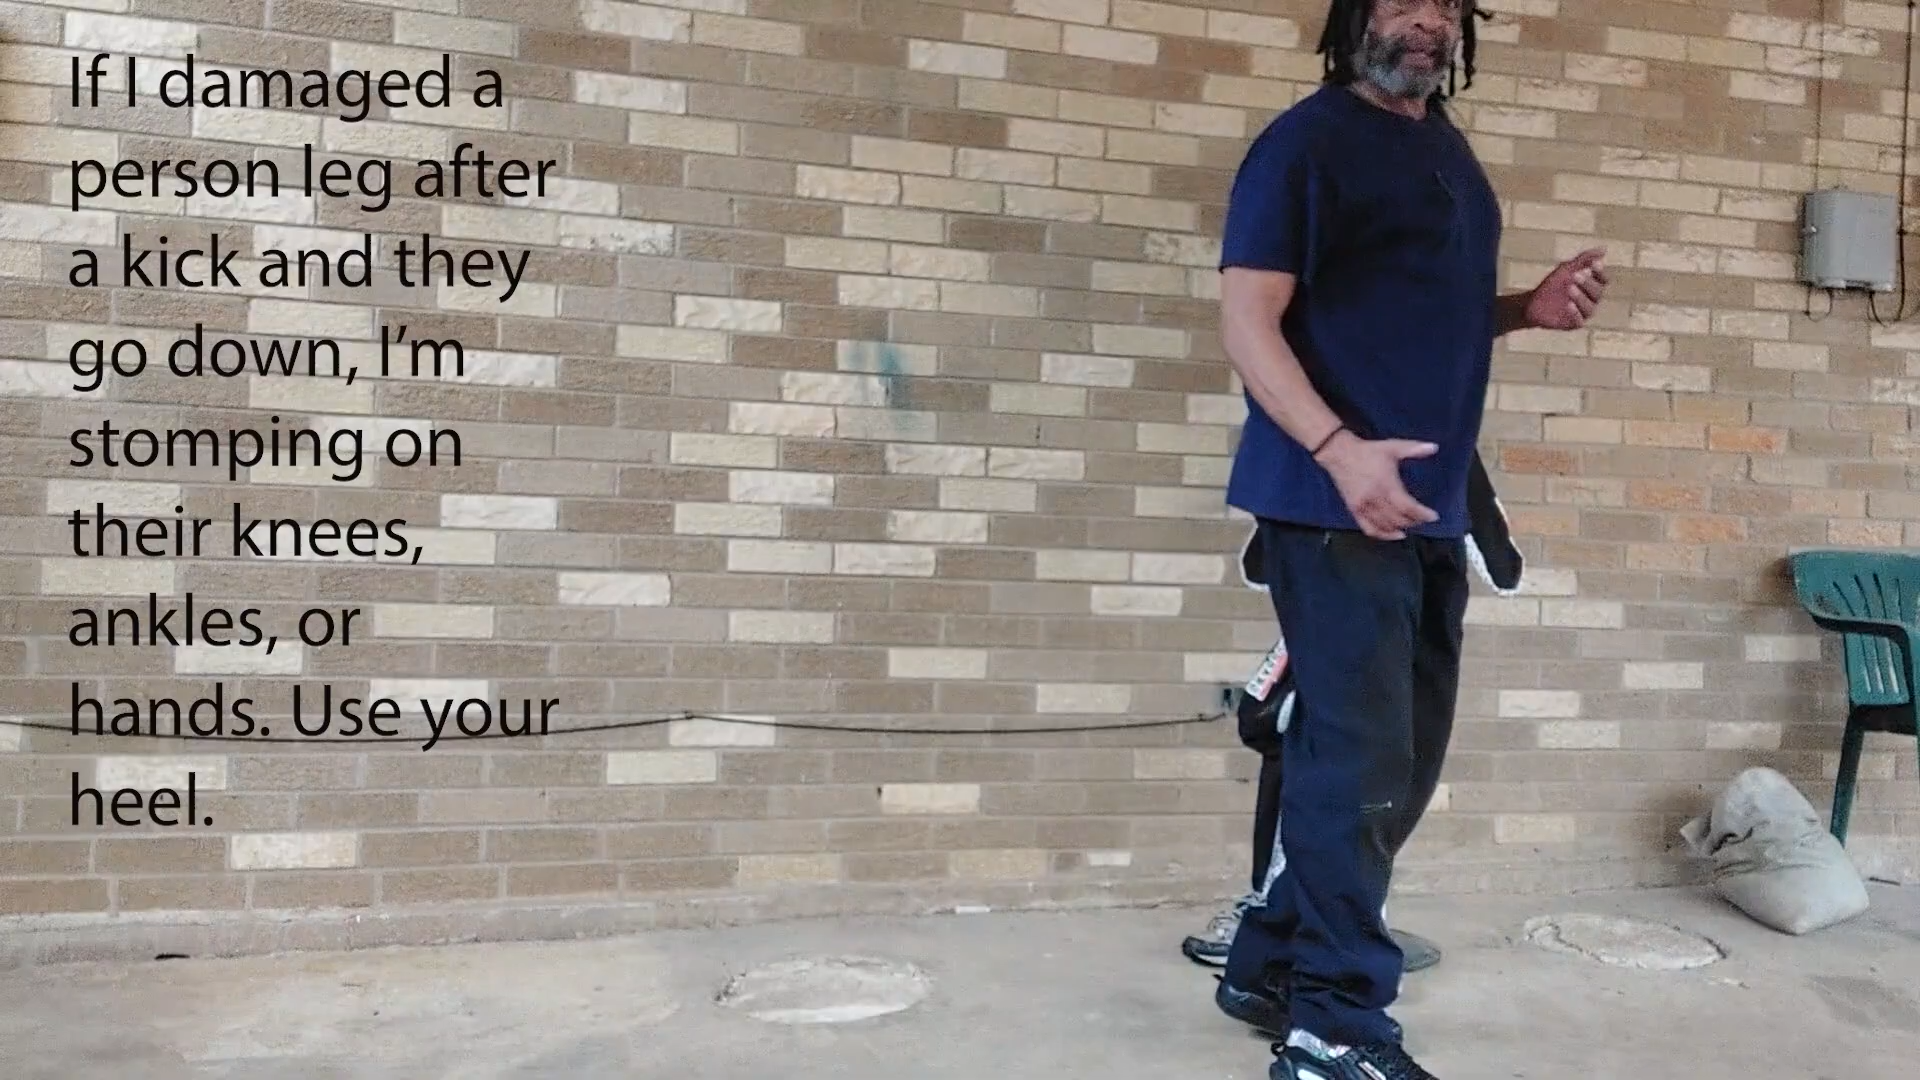 If I damaged a
person leg after
a kick and they
go down, I’m
stomping on
their knees,
ankles, or
hands. Use your
heel.